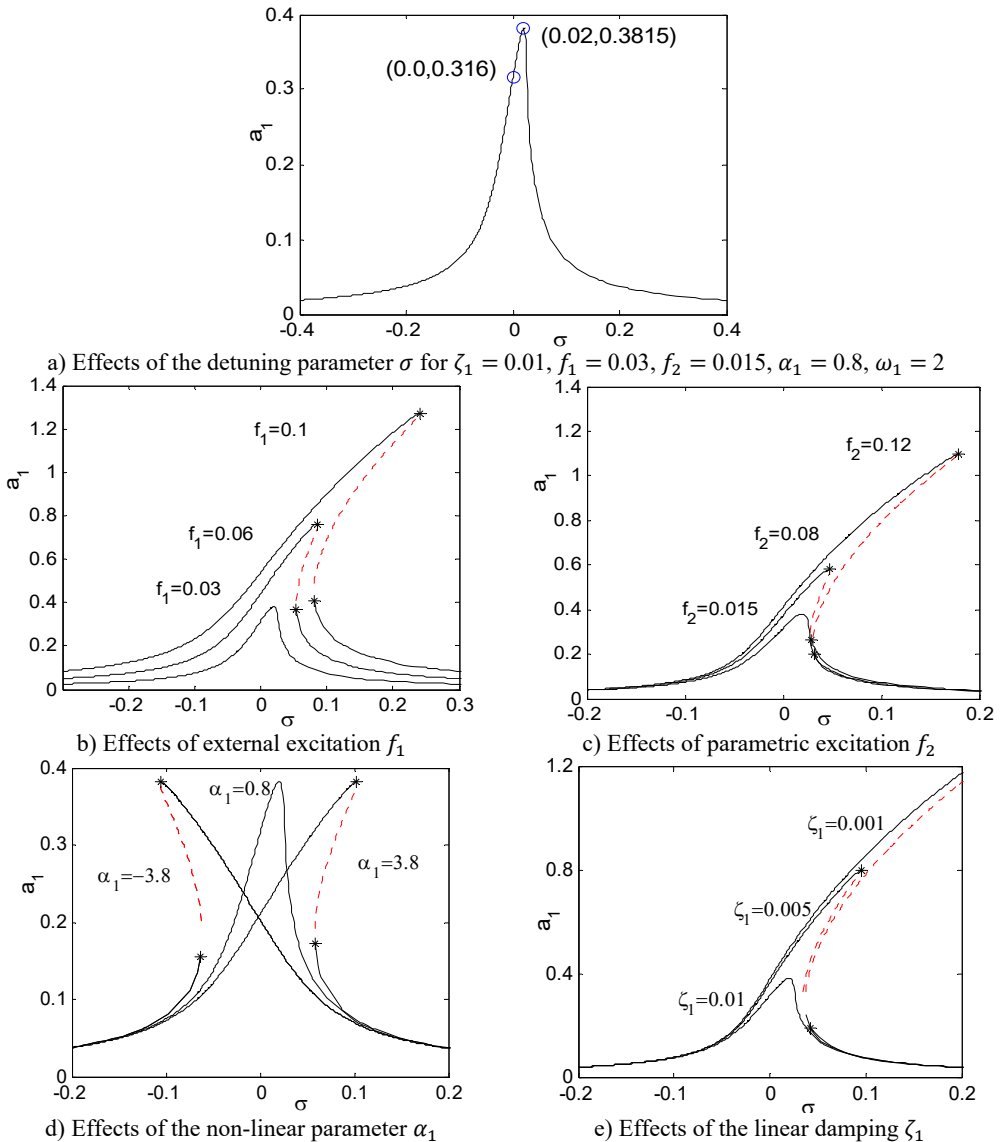 0.4
0.3
0.2
0.1
0
a₁
(0.02,0.3815)
(0.0,0.316)
-0.4 -0.2 0 0.2 0.4
σ
a) Effects of the detuning parameter σ for ζ₁ = 0.01, f₁ = 0.03, f₂ = 0.015, α₁ = 0.8, ω₁ = 2
1.4
1.2
1
0.8
0.6
0.4
0.2
0
a₁
f₁=0.1
f₁=0.06
f₁=0.03
-0.2 -0.1 0 0.1 0.2 0.3
σ
b) Effects of external excitation f₁
1.4
1.2
1
0.8
0.6
0.4
0.2
0
a₁
f₂=0.12
f₂=0.08
f₂=0.015
-0.2 -0.1 0 0.1 0.2
σ
c) Effects of parametric excitation f₂
0.4
0.3
0.2
0.1
0
a₁
α₁=0.8
α₁=−3.8
α₁=3.8
-0.2 -0.1 0 0.1 0.2
σ
d) Effects of the non-linear parameter α₁
1.2
0.8
0.4
0
a₁
ζ₁=0.001
ζ₁=0.005
ζ₁=0.01
-0.2 -0.1 0 0.1 0.2
σ
e) Effects of the linear damping ζ₁